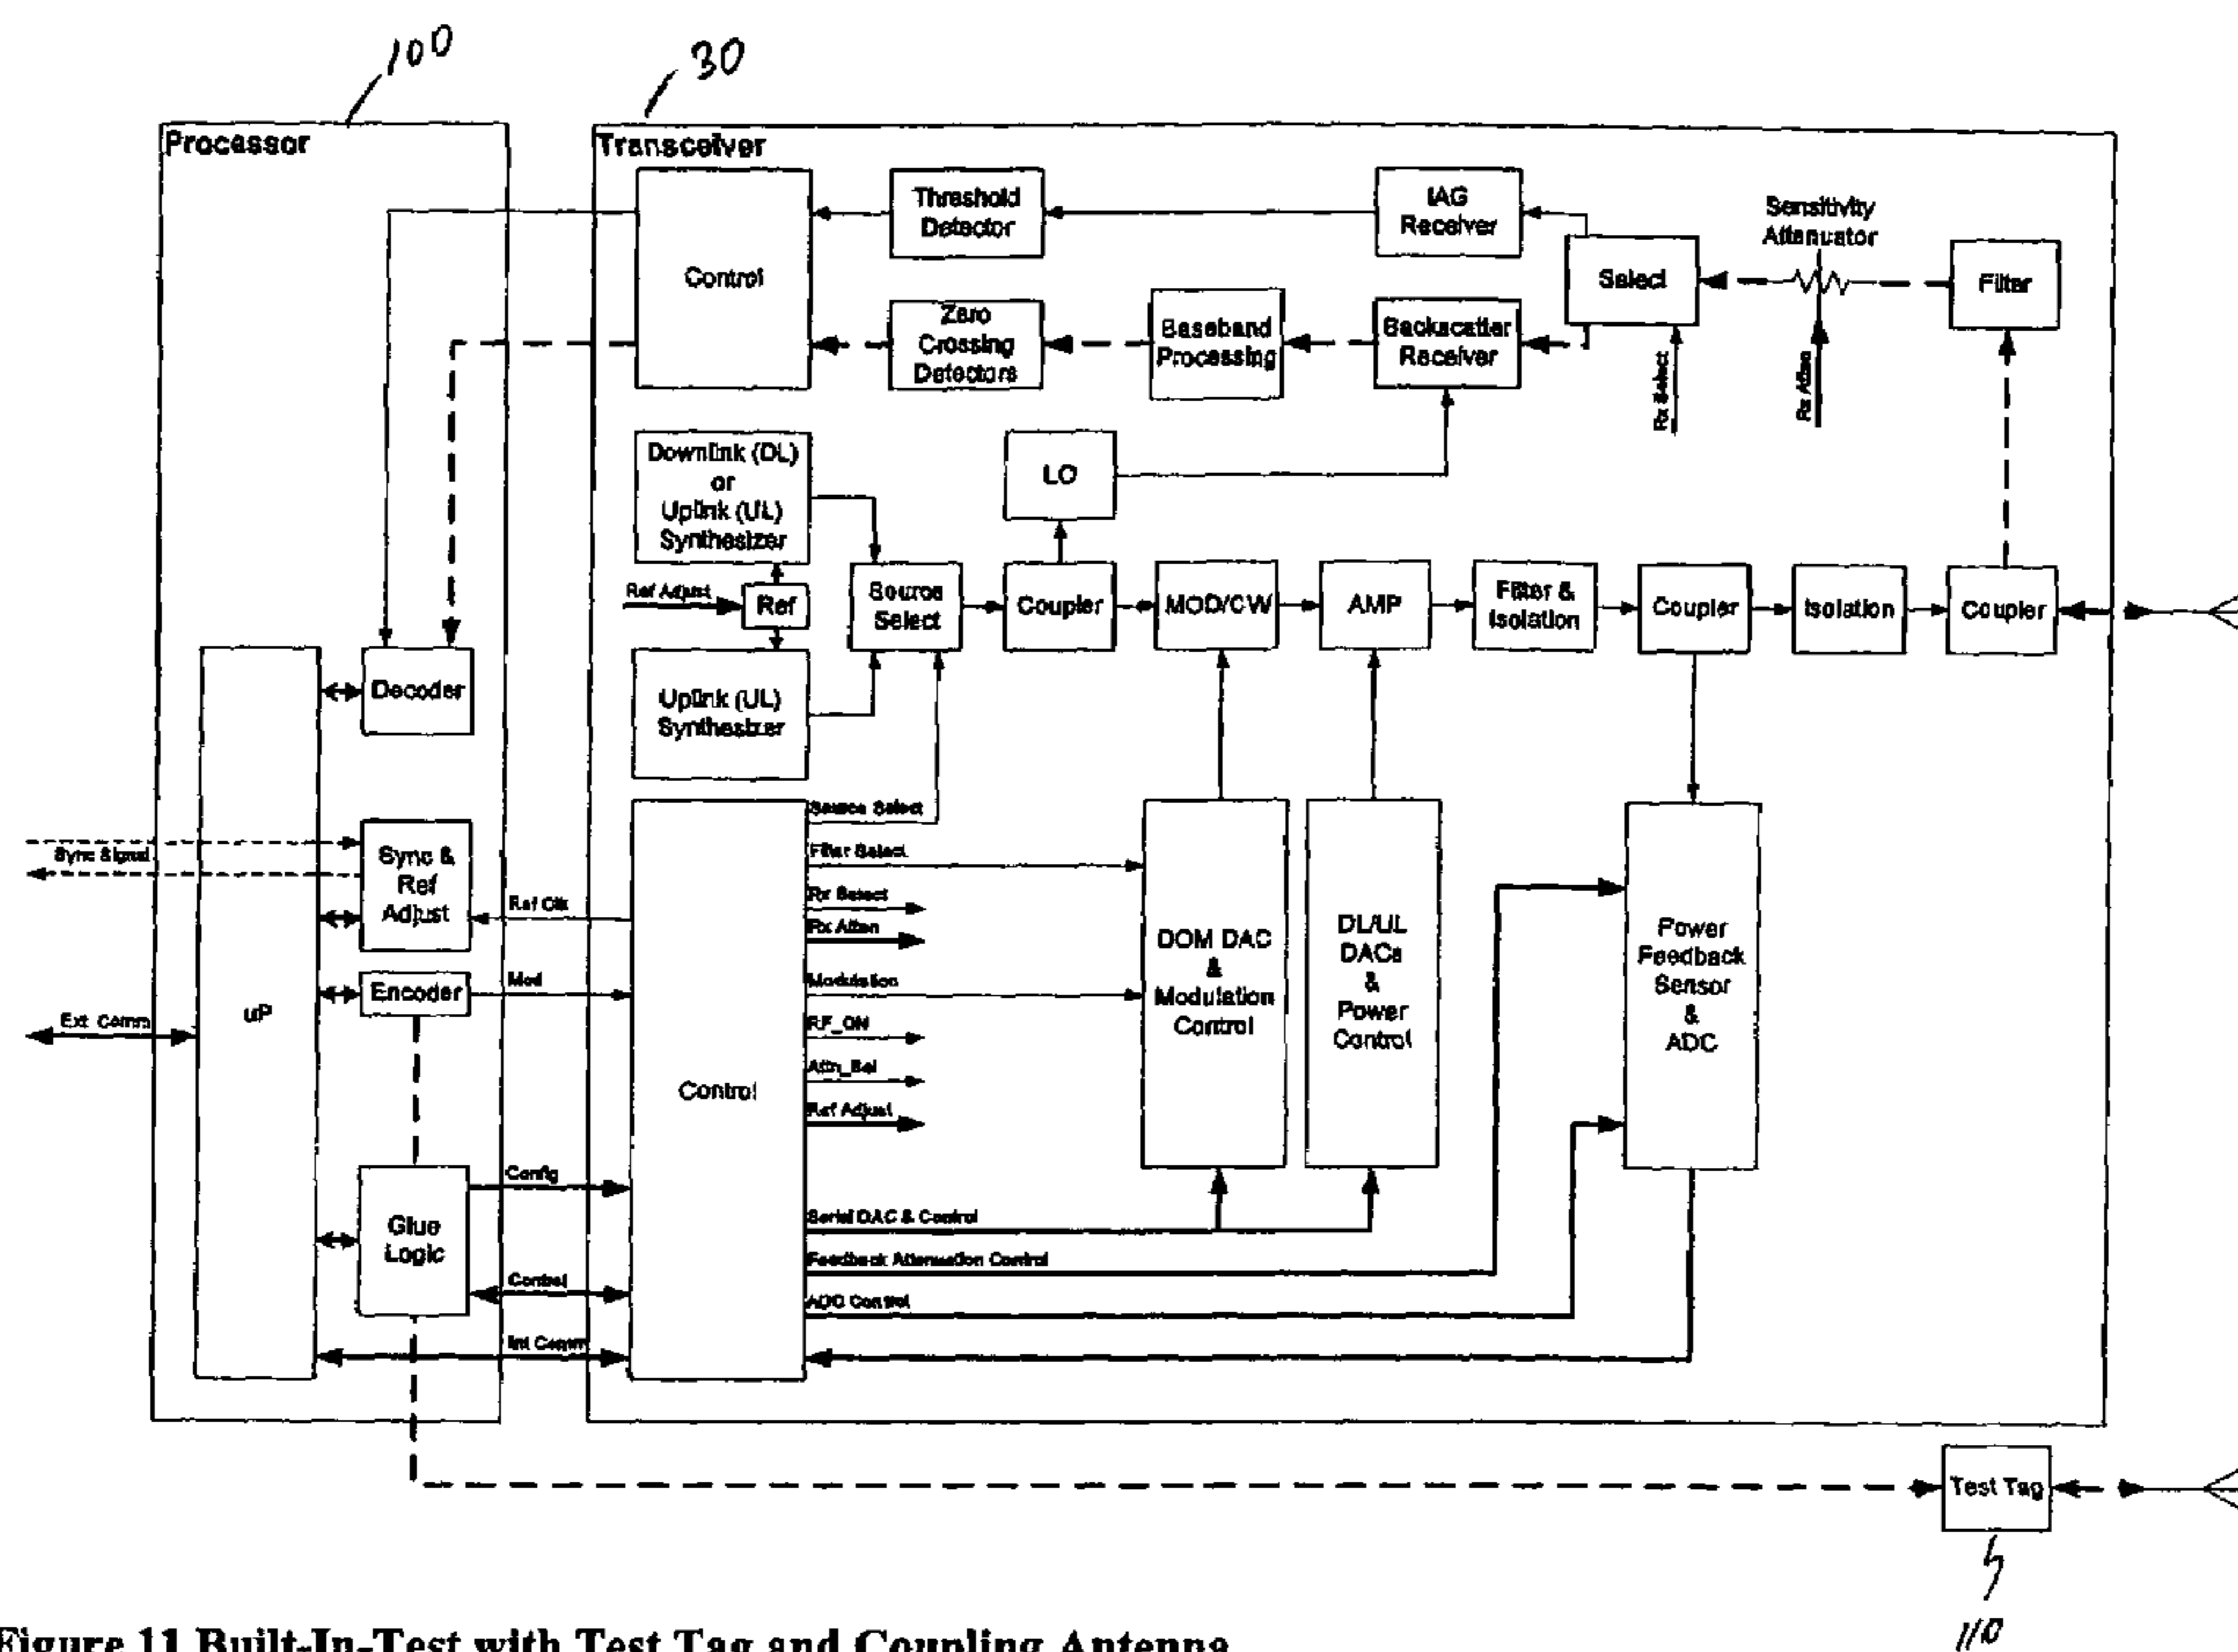 100
30
Processor
Transceiver
Control
Threshold
Detector
IAG
Receiver
Select
Sensitivity
Attenuator
Filter
Zero
Crossing
Detectors
Baseband
Processing
Backscatter
Receiver
Rx Select
Rx Atten
Downlink (DL)
or
Uplink (UL)
Synthesizer
LO
Ref Adjust
Ref
Source
Select
Coupler
MOD/CW
AMP
Filter &
Isolation
Coupler
Isolation
Coupler
Uplink (UL)
Synthesizer
Decoder
Sync Signal
Sync &
Ref
Adjust
Ref Clk
Encoder
Mod
Ext Comm
uP
Glue
Logic
Config
Control
Int Comm
Control
Source Select
Filter Select
Rx Select
Rx Atten
Modulation
RF_ON
Attn_Sel
Ref Adjust
Serial DAC & Control
Feedback Attenuation Control
ADC Control
DOM DAC
&
Modulation
Control
DL/UL
DACs
&
Power
Control
Power
Feedback
Sensor
&
ADC
Test Tag
110
Figure 11 Built-In-Test with Test Tag and Coupling Antenna